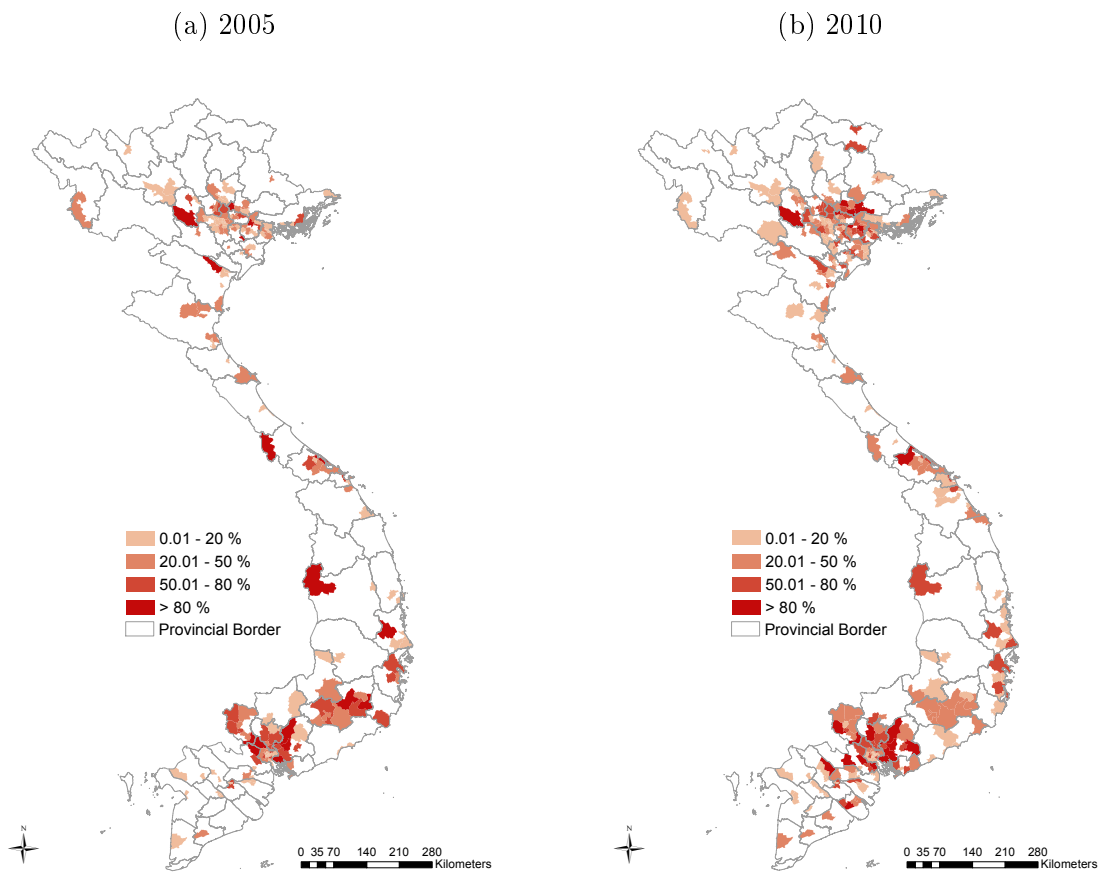 (a) 2005
(b) 2010
0.01 - 20 %
20.01 - 50 %
50.01 - 80 %
> 80 %
Provincial Border
0.01 - 20 %
20.01 - 50 %
50.01 - 80 %
> 80 %
Provincial Border
N
0 35 70 140 210 280
Kilometers
N
0 35 70 140 210 280
Kilometers